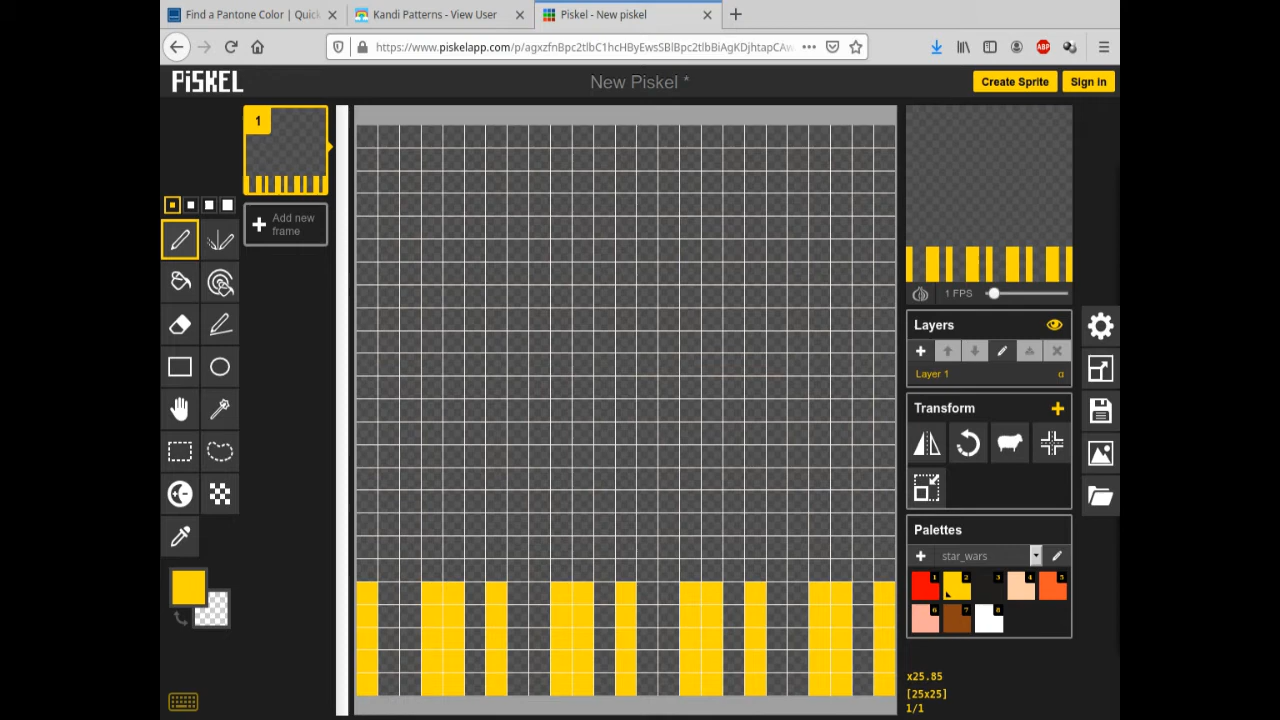 Find a Pantone Color | Quick
Kandi Patterns - View User
Piskel - New piskel
https://www.piskelapp.com/p/agxzfnBpc2tlbC1hcHByEwsSBlBpc2tlbBiAgKDjhtapCAw
ABP
PiSKEL
New Piskel *
Create Sprite
Sign in
1
Add new
frame
1 FPS
Layers
Layer 1
α
Transform
Palettes
star_wars
1
2
3
4
5
6
7
8
x25.85
[25x25]
1/1